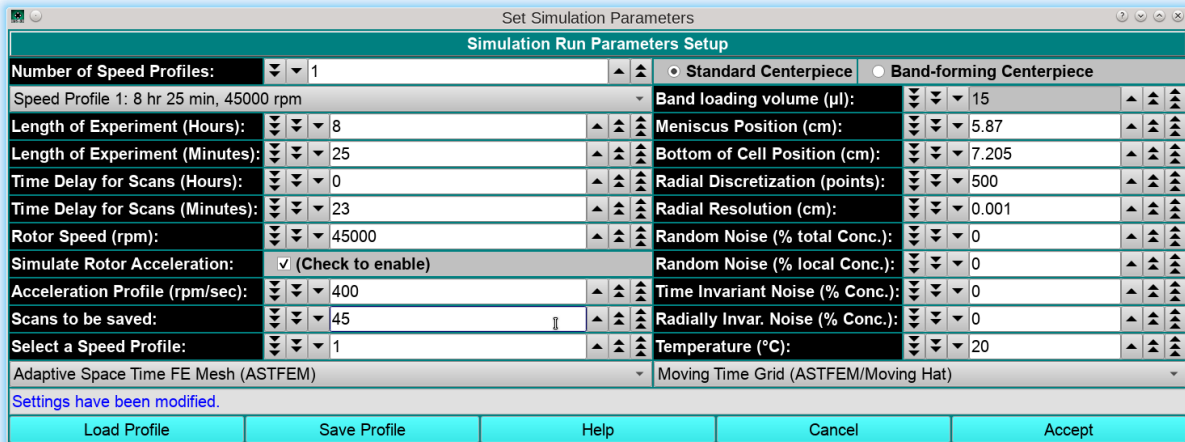 Set Simulation Parameters
Simulation Run Parameters Setup
Number of Speed Profiles: 1
Speed Profile 1: 8 hr 25 min, 45000 rpm
Length of Experiment (Hours): 8
Length of Experiment (Minutes): 25
Time Delay for Scans (Hours): 0
Time Delay for Scans (Minutes): 23
Rotor Speed (rpm): 45000
Simulate Rotor Acceleration: (Check to enable)
Acceleration Profile (rpm/sec): 400
Scans to be saved: 45
Select a Speed Profile: 1
Adaptive Space Time FE Mesh (ASTFEM)
Standard Centerpiece Band-forming Centerpiece
Band loading volume (µl): 15
Meniscus Position (cm): 5.87
Bottom of Cell Position (cm): 7.205
Radial Discretization (points): 500
Radial Resolution (cm): 0.001
Random Noise (% total Conc.): 0
Random Noise (% local Conc.): 0
Time Invariant Noise (% Conc.): 0
Radially Invar. Noise (% Conc.): 0
Temperature (°C): 20
Moving Time Grid (ASTFEM/Moving Hat)
Settings have been modified.
Load Profile Save Profile Help Cancel Accept